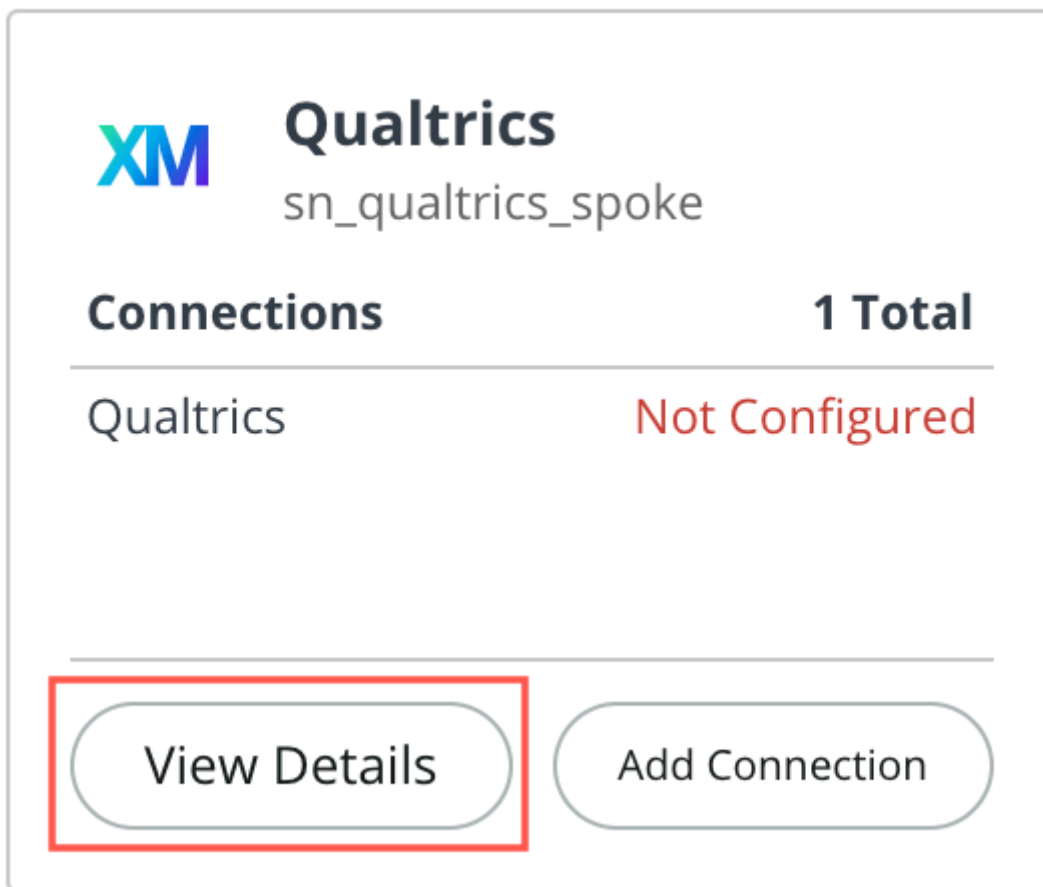 XM
Qualtrics
sn_qualtrics_spoke
Connections 1 Total
Qualtrics Not Configured
View Details Add Connection